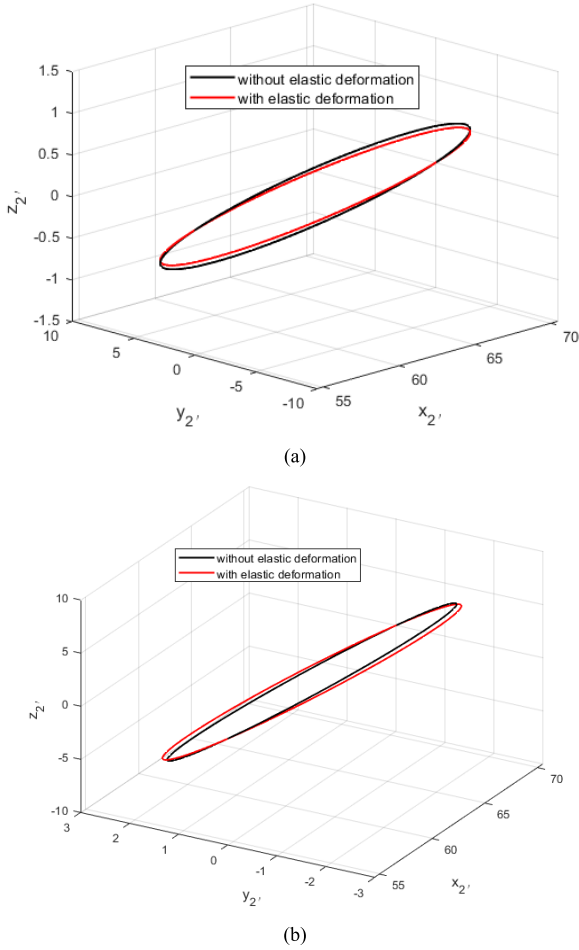 without elastic deformation
with elastic deformation
1.5
1
0.5
0
-0.5
-1
-1.5
z2'
10
5
0
-5
-10
y2'
55
60
65
70
x2'
(a)
without elastic deformation
with elastic deformation
10
5
0
-5
-10
z2'
3
2
1
0
-1
-2
-3
y2'
55
60
65
70
x2'
(b)